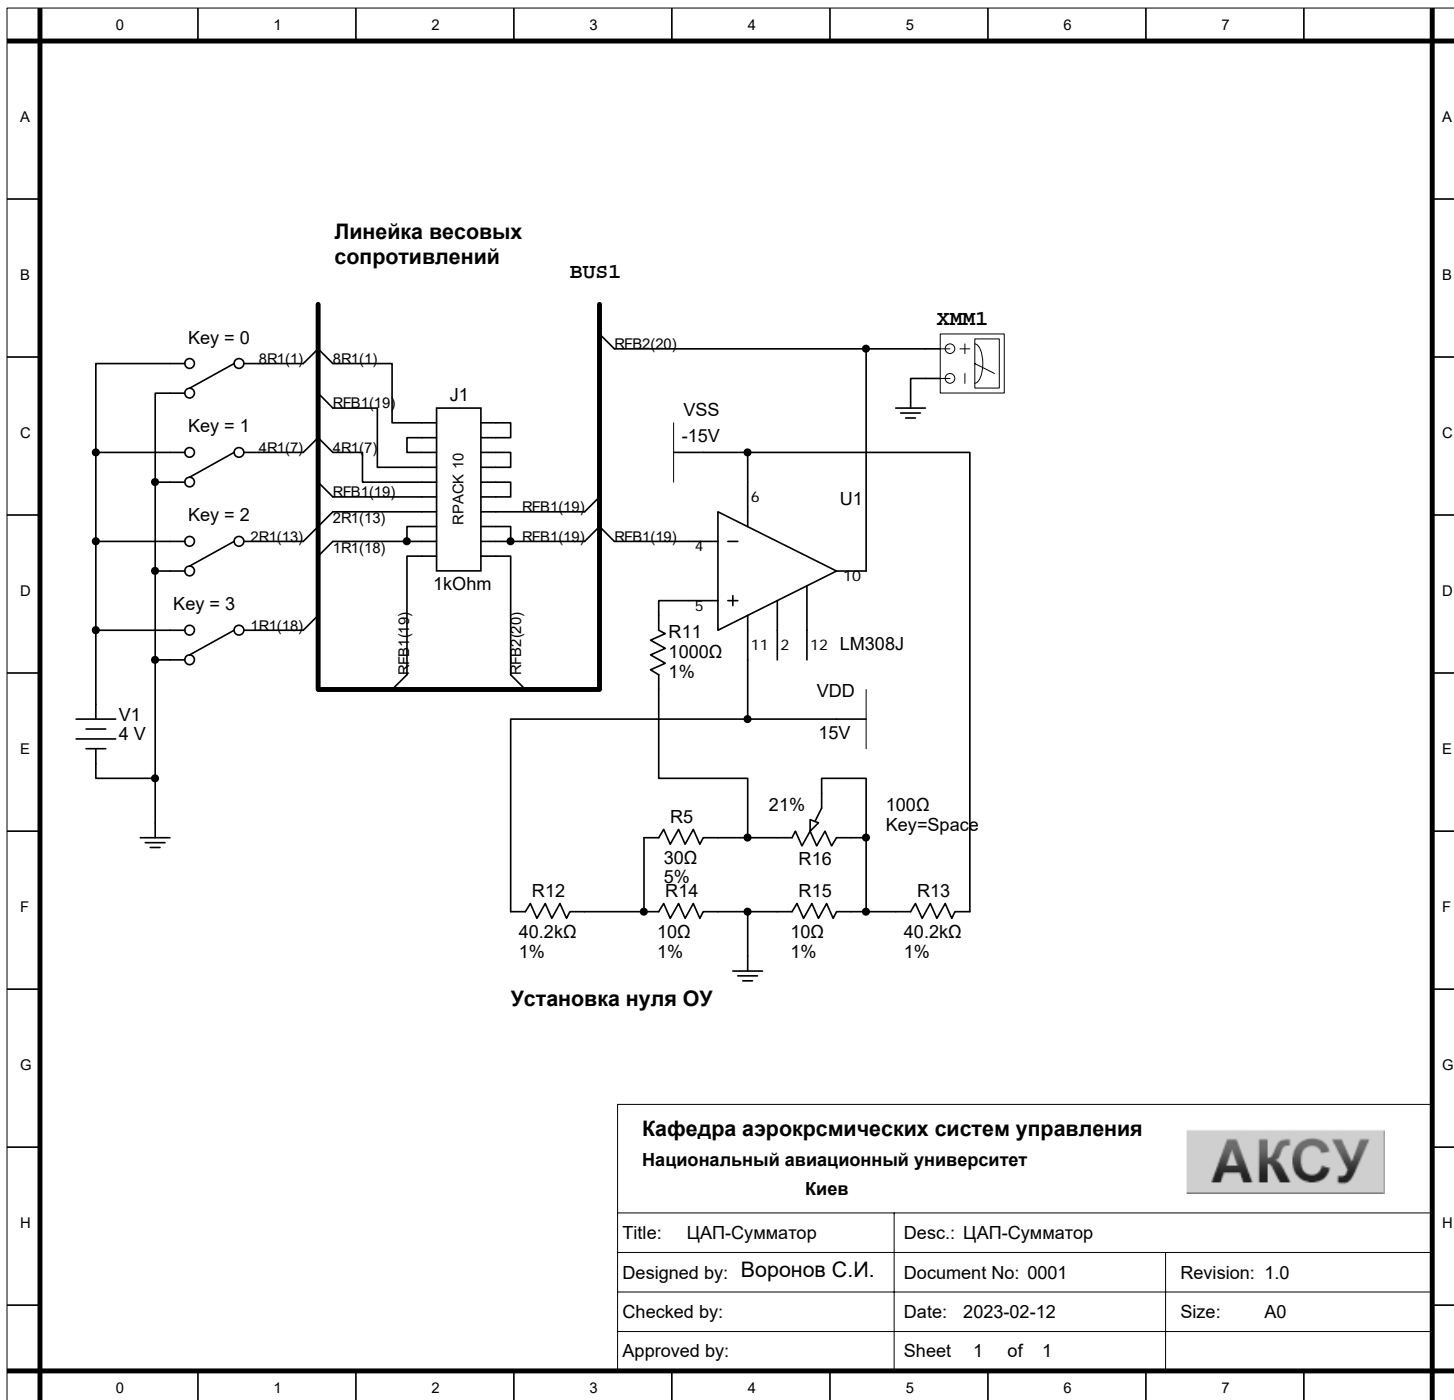 0 1 2 3 4 5 6 7
A A
Линейка весовых
сопротивлений
B BUS1 B
XMM1
Key = 0
RFB2(20)
8R1(1) 8R1(1)
J1
RFB1(19)
VSS
-15V
C C
Key = 1
4R1(7) 4R1(7)
RPACK 10
RFB1(19)
6
U1
Key = 2
RFB1(19)
2R1(13)
2R1(13) RFB1(19) RFB1(19)
4
1R1(18)
10
1kOhm
D D
Key = 3
5
1R1(18)
RFB1(19)
RFB2(20)
R11
1000Ω
1%
11 2 12 LM308J
VDD
15V
V1
4 V
E E
21%
100Ω
Key=Space
R5
30Ω
5%
R16
R12 R14 R15 R13
F F
40.2kΩ 10Ω 10Ω 40.2kΩ
1% 1% 1% 1%
Установка нуля ОУ
G G
Кафедра аэрокрсмических систем управления
Национальный авиационный университет
Киев
АКСУ
H H
Title: ЦАП-Сумматор Desc.: ЦАП-Сумматор
Designed by: Воронов С.И. Document No: 0001 Revision: 1.0
Checked by: Date: 2023-02-12 Size: A0
Approved by: Sheet 1 of 1
0 1 2 3 4 5 6 7